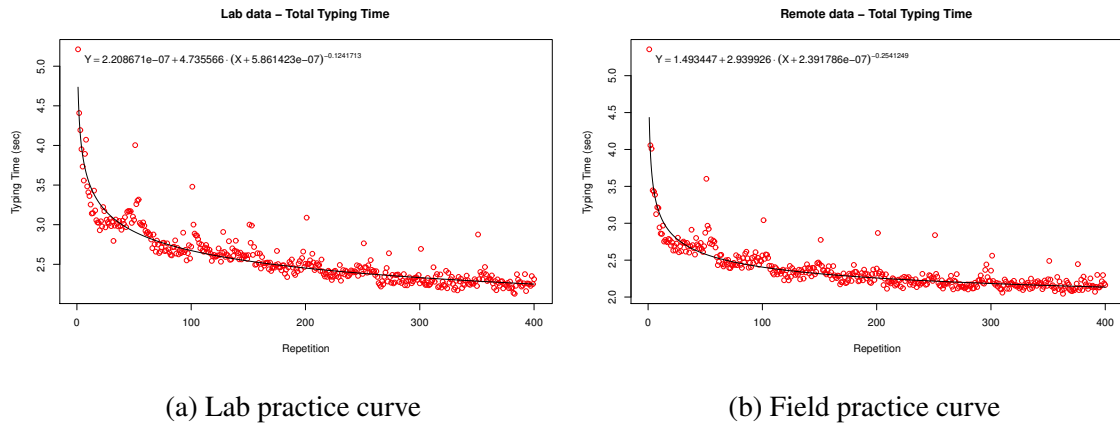 Lab data − Total Typing Time
Y = 2.208671e−07 + 4.735566 · (X + 5.861423e−07)^−0.1241713
Typing Time (sec)
5.0
4.5
4.0
3.5
3.0
2.5
0 100 200 300 400
Repetition
(a) Lab practice curve
Remote data − Total Typing Time
Y = 1.493447 + 2.939926 · (X + 2.391786e−07)^−0.2541249
Typing Time (sec)
5.0
4.5
4.0
3.5
3.0
2.5
2.0
0 100 200 300 400
Repetition
(b) Field practice curve